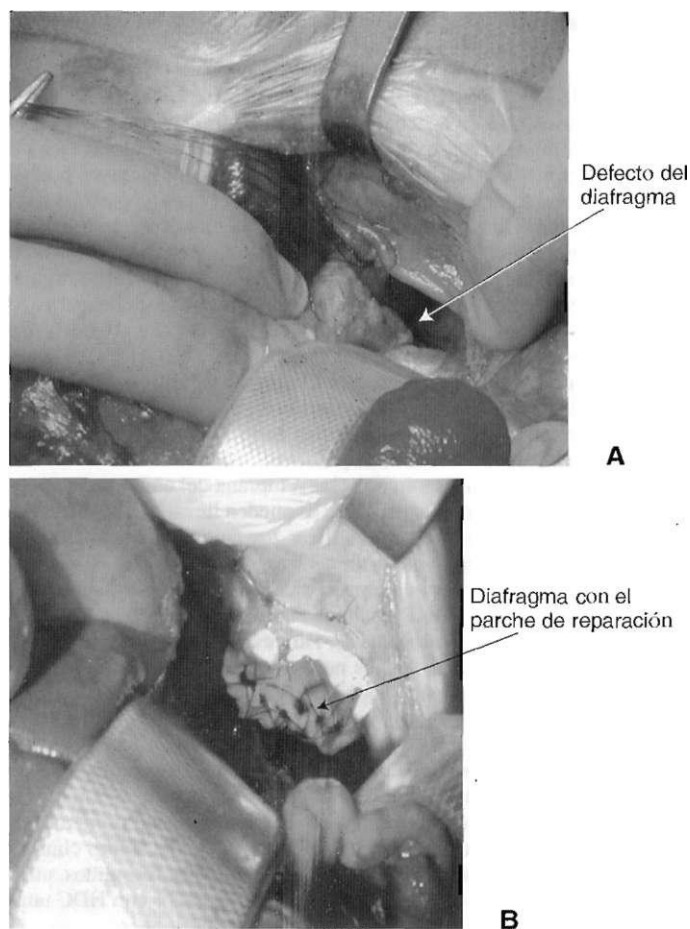 Defecto del
diafragma
A
Diafragma con el
parche de reparación
B